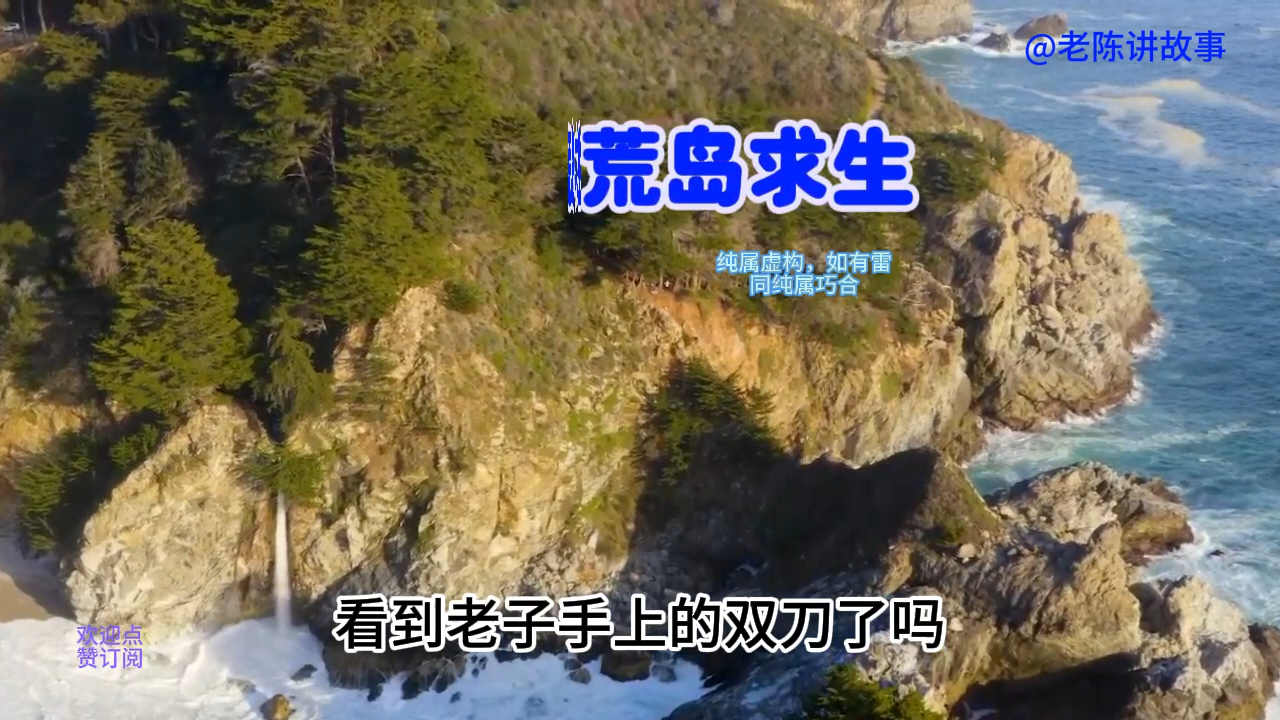 @老陈讲故事
荒岛求生
纯属虚构，如有雷
同纯属巧合
看到老子手上的双刀了吗
欢迎点
赞订阅